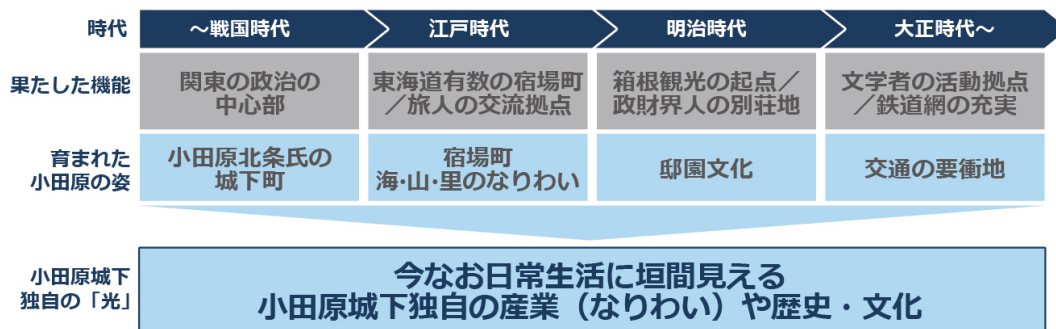 時代
～戦国時代
江戸時代
明治時代
大正時代～
果たした機能
関東の政治の
中心部
東海道有数の宿場町
／旅人の交流拠点
箱根観光の起点／
政財界人の別荘地
文学者の活動拠点
／鉄道網の充実
育まれた
小田原の姿
小田原北条氏の
城下町
宿場町
海・山・里のなりわい
邸園文化
交通の要衝地
小田原城下
独自の「光」
今なお日常生活に垣間見える
小田原城下独自の産業（なりわい）や歴史・文化